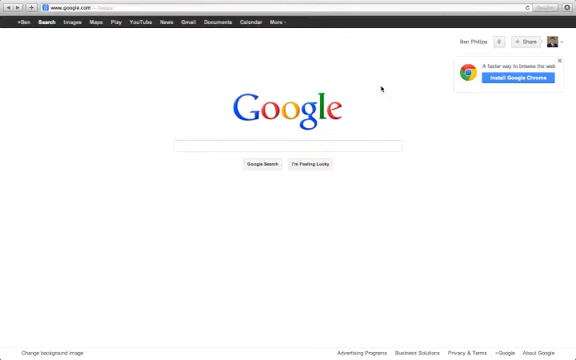 www.google.com — Google
+Ben Search Images Maps Play YouTube News Gmail Documents Calendar More
Ben Phillips 0 + Share
A faster way to browse the web
Install Google Chrome
Google
Google Search I'm Feeling Lucky
Change background image Advertising Programs Business Solutions Privacy & Terms +Google About Google